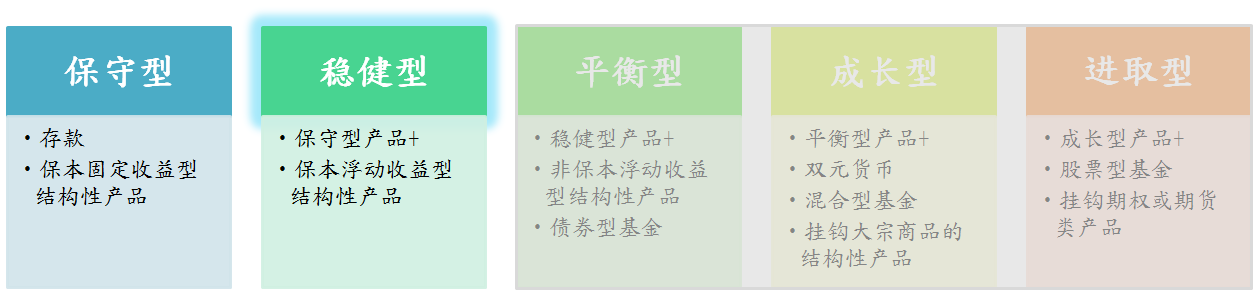 保守型
• 存款
• 保本固定收益型
结构性产品
稳健型
• 保守型产品+
• 保本浮动收益型
结构性产品
平衡型
• 稳健型产品+
• 非保本浮动收益
型结构性产品
• 债券型基金
成长型
• 平衡型产品+
• 双元货币
• 混合型基金
• 挂钩大宗商品的
结构性产品
进取型
• 成长型产品+
• 股票型基金
• 挂钩期权或期货
类产品